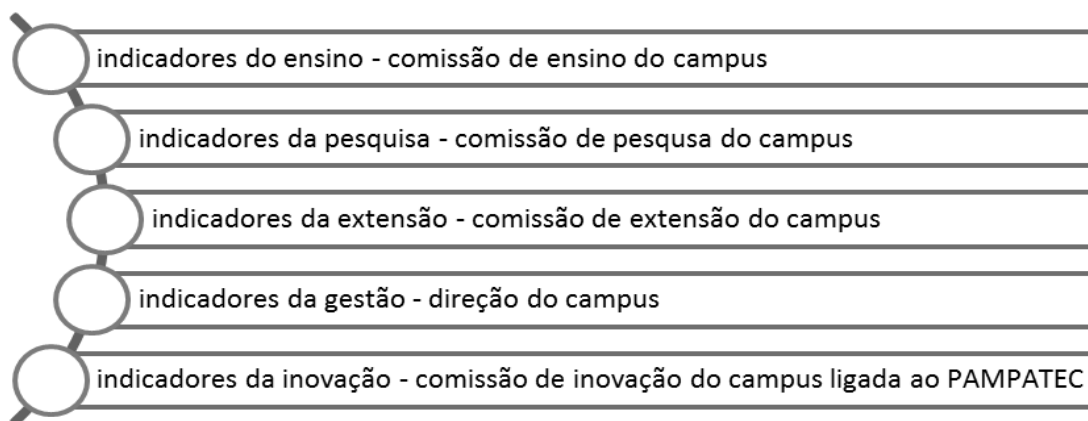 indicadores do ensino - comissão de ensino do campus
indicadores da pesquisa - comissão de pesqusa do campus
indicadores da extensão - comissão de extensão do campus
indicadores da gestão - direção do campus
indicadores da inovação - comissão de inovação do campus ligada ao PAMPATEC